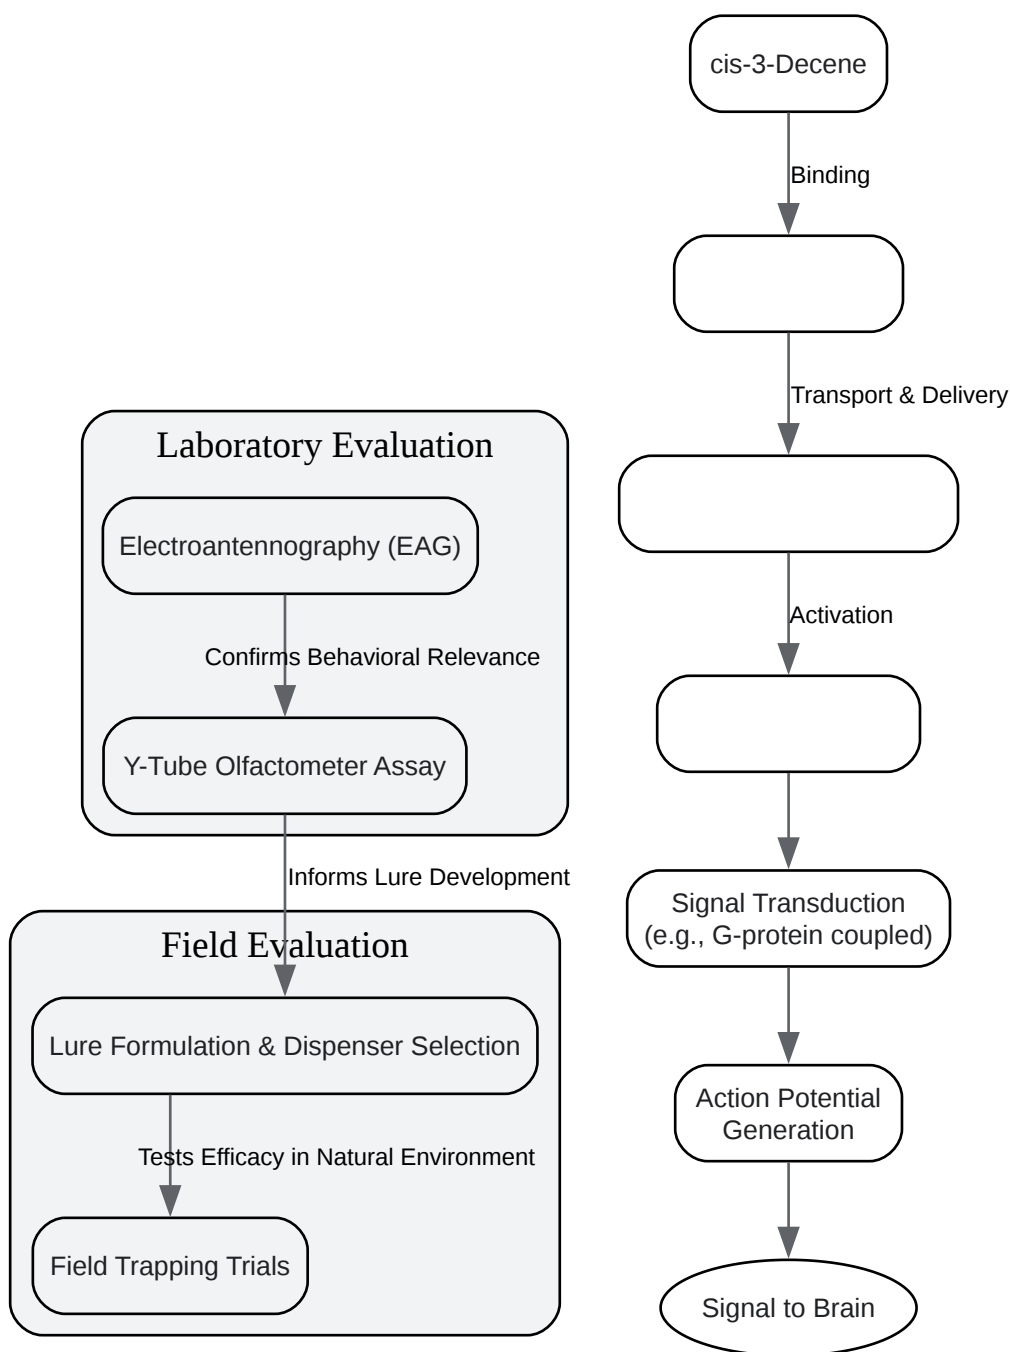 cis-3-Decene
Binding
Transport & Delivery
Activation
Signal Transduction
(e.g., G-protein coupled)
Action Potential
Generation
Signal to Brain
Laboratory Evaluation
Electroantennography (EAG)
Confirms Behavioral Relevance
Y-Tube Olfactometer Assay
Informs Lure Development
Field Evaluation
Lure Formulation & Dispenser Selection
Tests Efficacy in Natural Environment
Field Trapping Trials